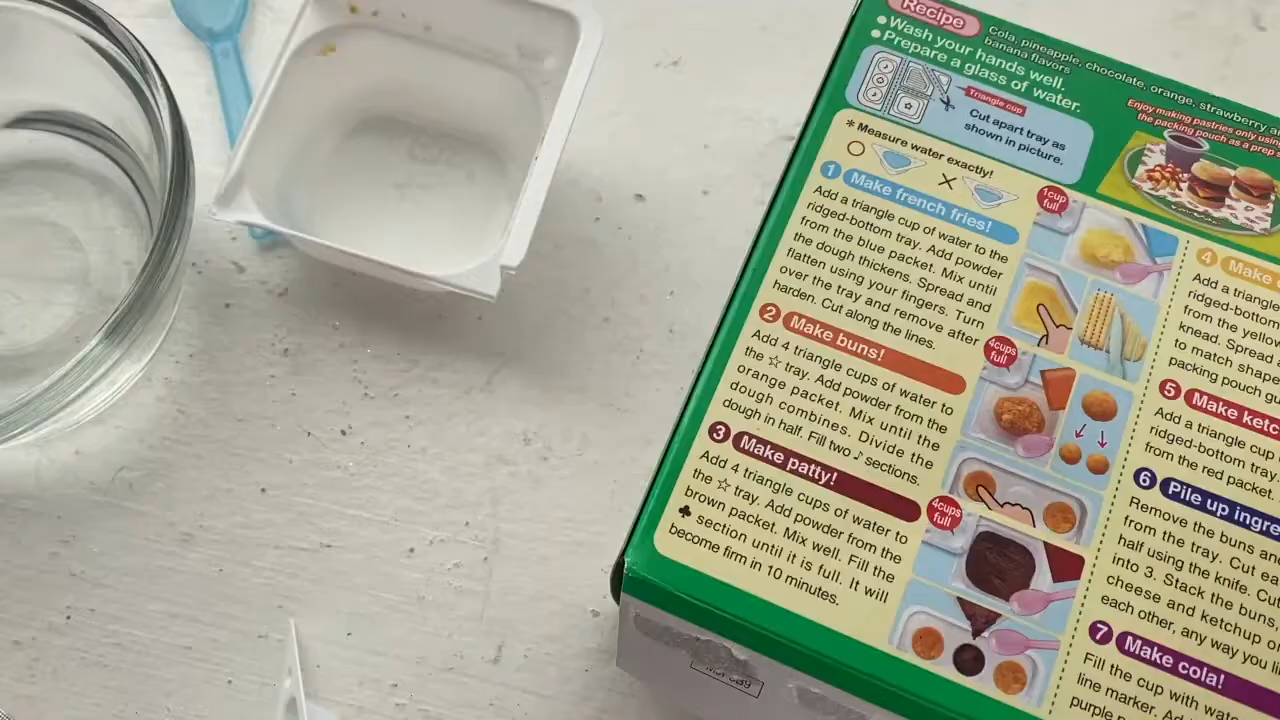 Recipe
Cola, pineapple, chocolate, orange, strawberry
banana flavors
●Wash your hands well.
●Prepare a glass of water.
Triangle cup
Cut apart tray as
shown in picture.
Enjoy making pastries only using
the packing pouch as a prep
* Measure water exactly!
1 Make french fries!
1cup
full
Add a triangle cup of water to the
ridged-bottom tray. Add powder
from the blue packet. Mix until
the dough thickens. Spread and
flatten using your fingers. Turn
over the tray and remove after
harden. Cut along the lines.
2 Make buns!
4cups
full
Add 4 triangle cups of water to
the ☆ tray. Add powder from the
orange packet. Mix until the
dough combines. Divide the
dough in half. Fill two ♪ sections.
3 Make patty!
4cups
full
Add 4 triangle cups of water to
the ☆ tray. Add powder from the
brown packet. Mix well. Fill the
♣ section until it is full. It will
become firm in 10 minutes.
4 Make
Add a triangle
ridged-bottom
from the yellow
knead. Spread
to match shape
packing pouch
5 Make
Add a triangle cup
ridged-bottom tray.
from the red packet.
6 Pile up
Remove the buns and
from the tray. Cut
half using the knife. Cut
into 3. Stack the buns,
cheese and ketchup
each other, any way you
7 Make cola!
Fill the cup with
line marker.
purple